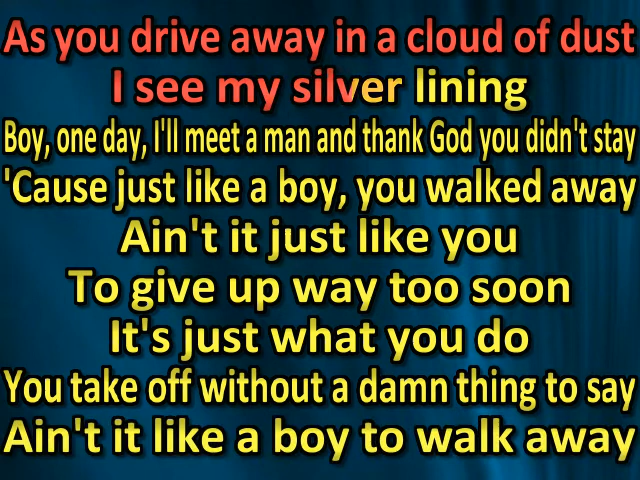 As you drive away in a cloud of dust
I see my silver lining
Boy, one day, I'll meet a man and thank God you didn't stay
'Cause just like a boy, you walked away
Ain't it just like you
To give up way too soon
It's just what you do
You take off without a damn thing to say
Ain't it like a boy to walk away